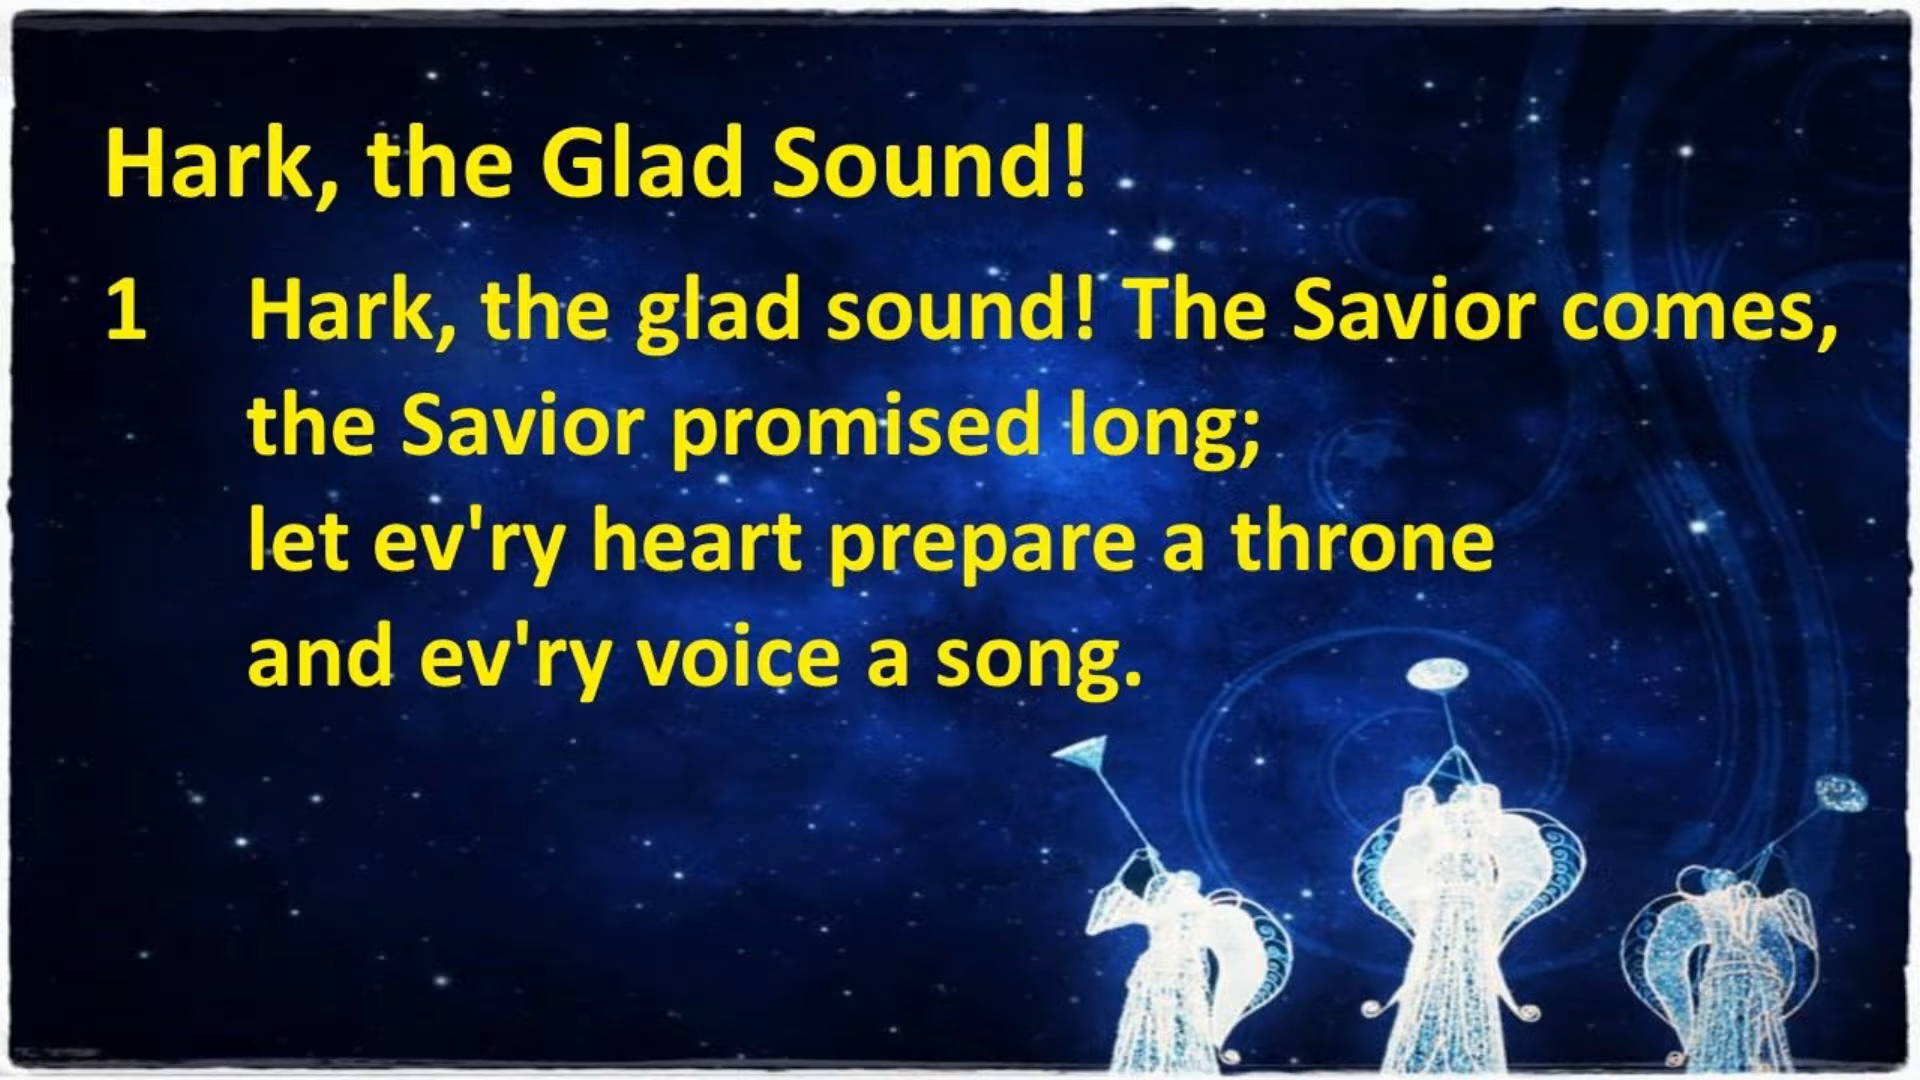 Hark, the Glad Sound!
1 Hark, the glad sound! The Savior comes,
the Savior promised long;
let ev'ry heart prepare a throne
and ev'ry voice a song.